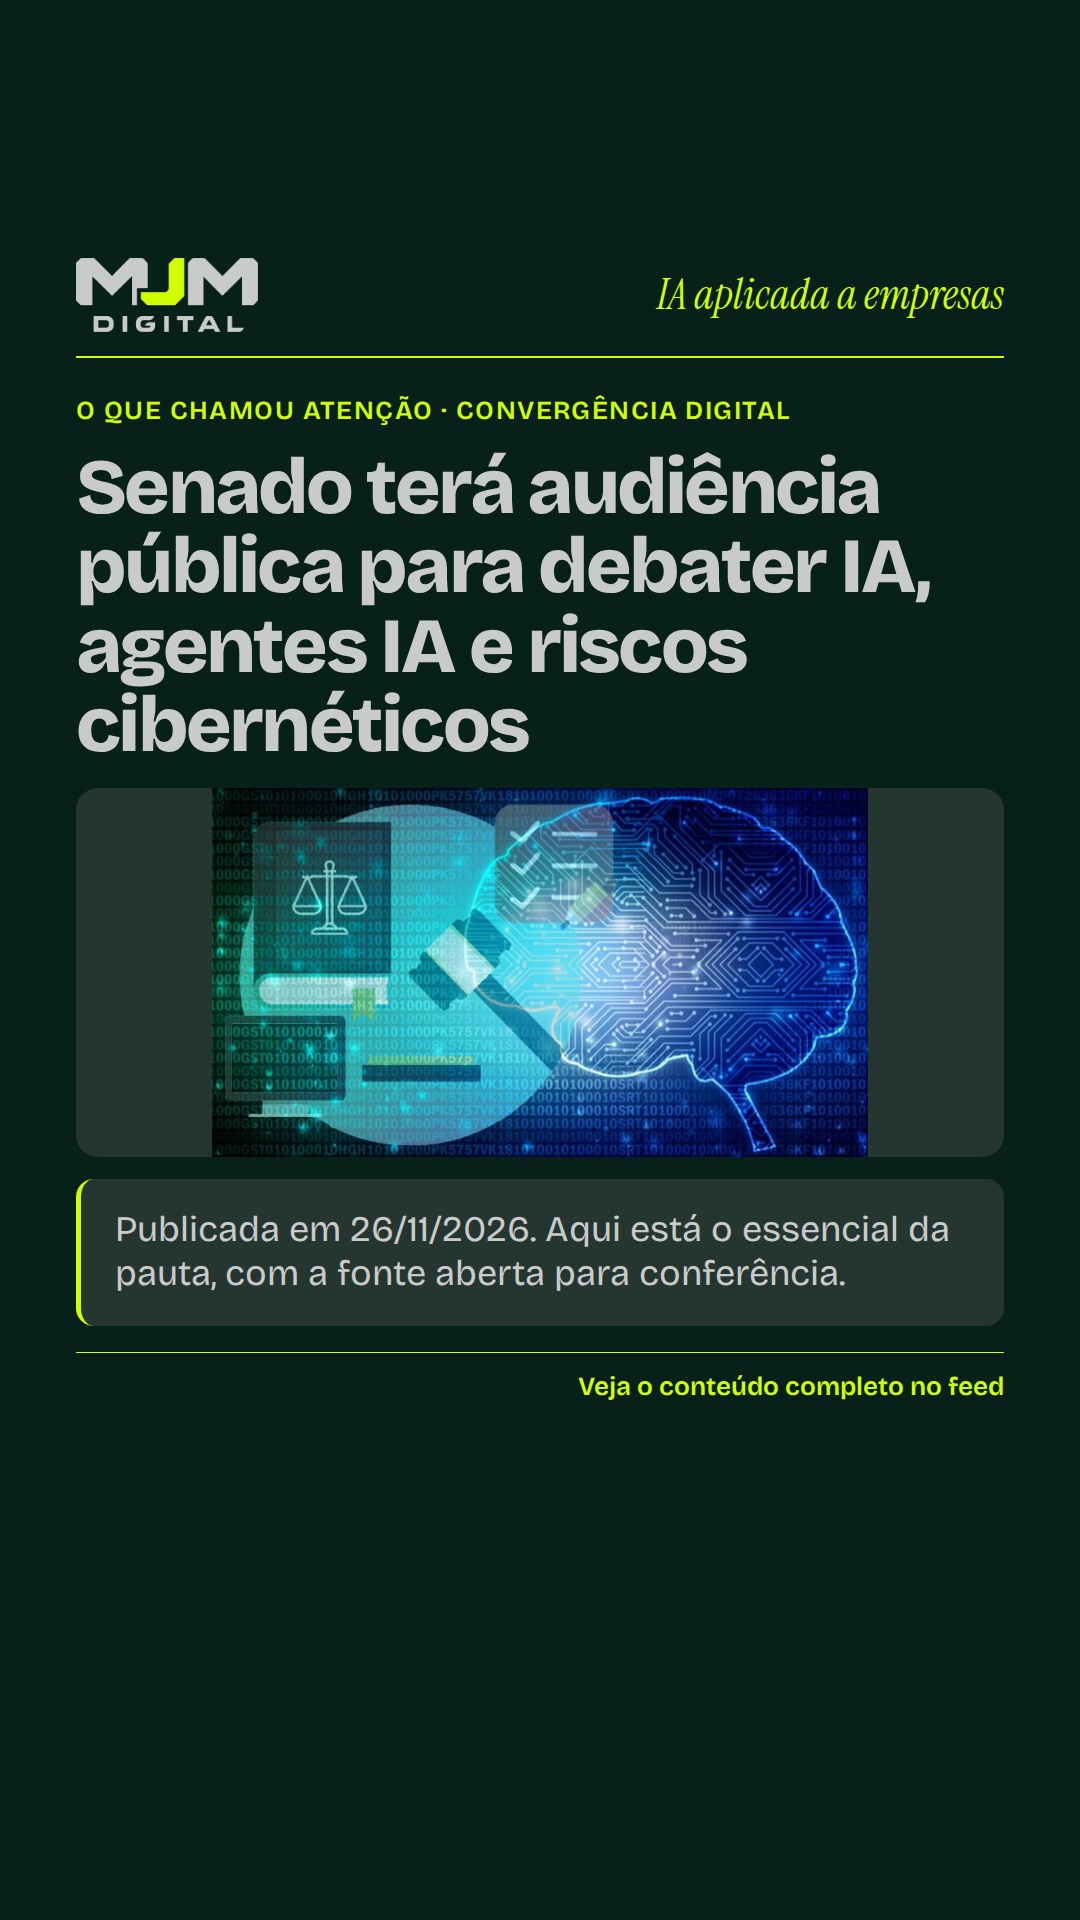 MJM
DIGITAL
IA aplicada a empresas
O QUE CHAMOU ATENÇÃO · CONVERGÊNCIA DIGITAL
Senado terá audiência
pública para debater IA,
agentes IA e riscos
cibernéticos
Publicada em 26/11/2026. Aqui está o essencial da
pauta, com a fonte aberta para conferência.
Veja o conteúdo completo no feed